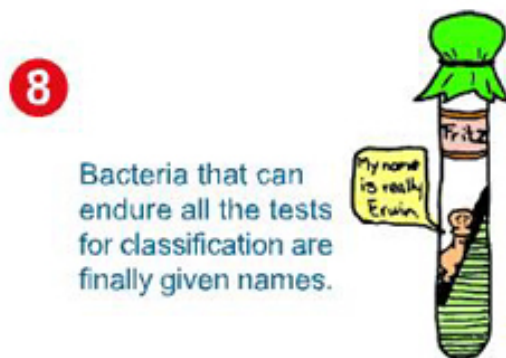 8
Bacteria that can
endure all the tests
for classification are
finally given names.
Fritz
My name
is really
Erwin.